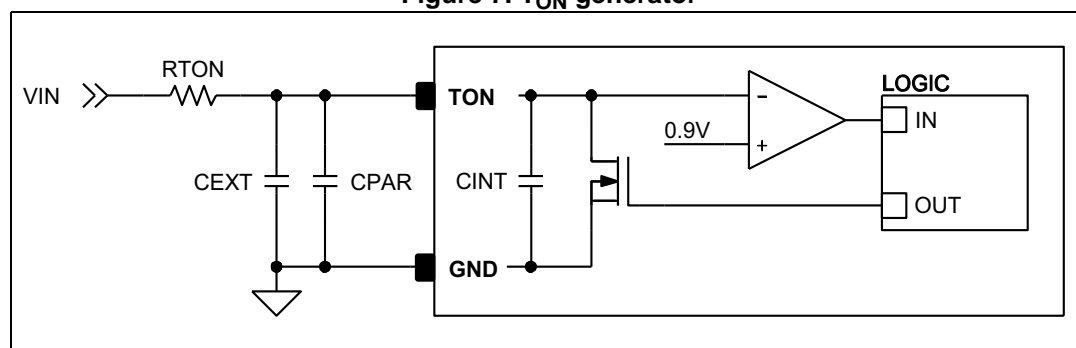 Figure 7. TON generator
VIN
RTON
CEXT
CPAR
TON
GND
CINT
0.9V
-
+
LOGIC
IN
OUT